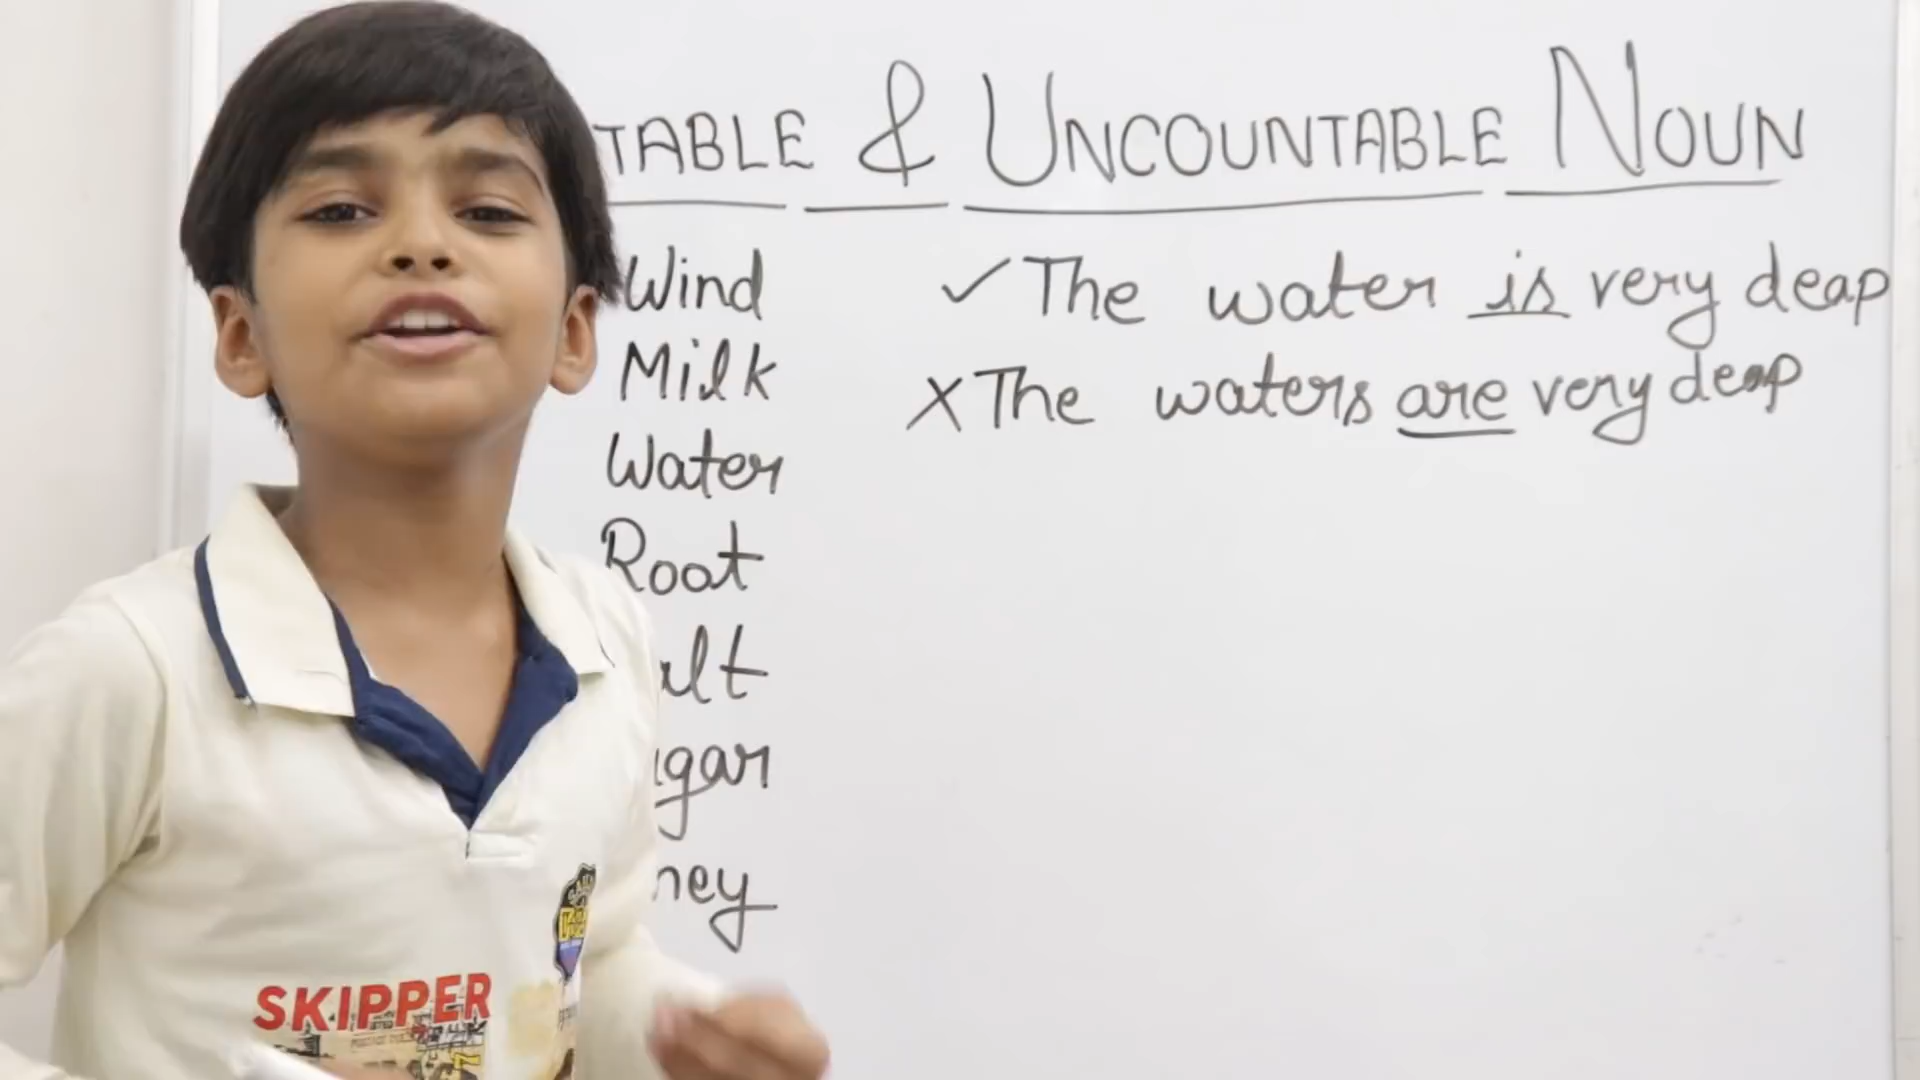 TABLE & UNCOUNTABLE NOUN
Wind
✓ The water is very deap
Milk
X The waters are very deap
Water
Root
alt
gar
ney
SKIPPER